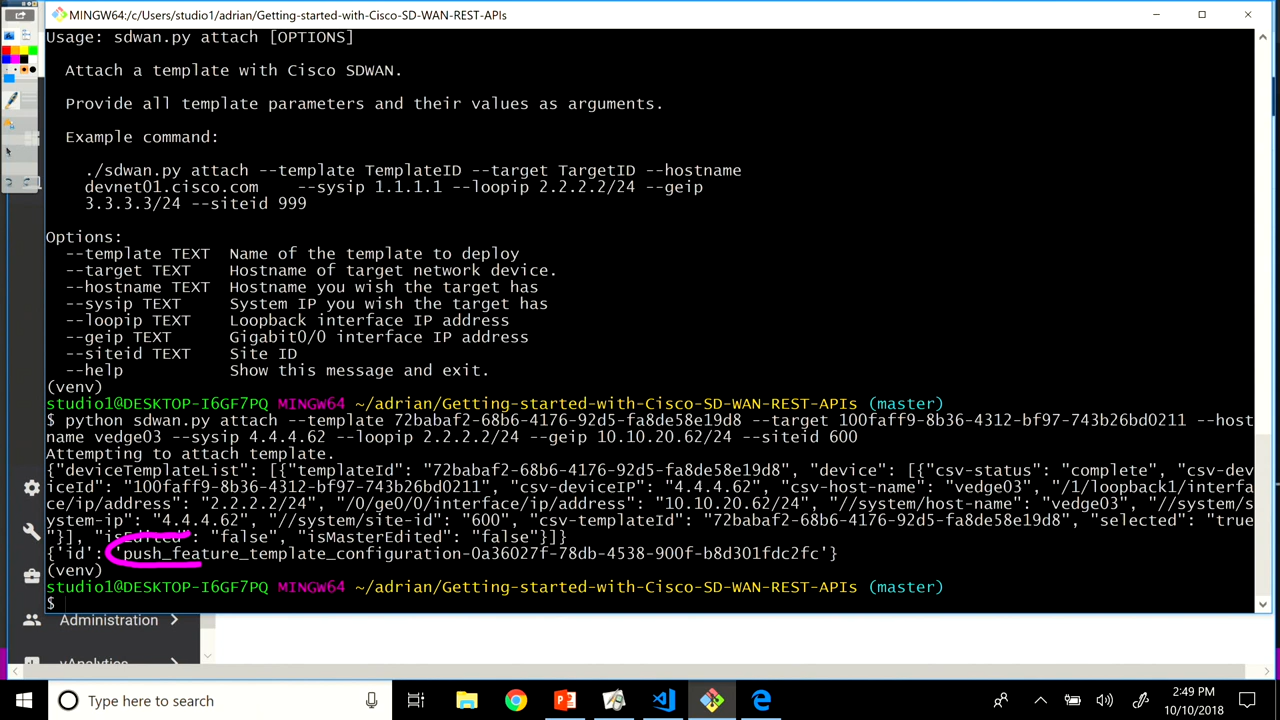 MINGW64:/c/Users/studio1/adrian/Getting-started-with-Cisco-SD-WAN-REST-APIs
Usage: sdwan.py attach [OPTIONS]
Attach a template with Cisco SDWAN.
Provide all template parameters and their values as arguments.
Example command:
./sdwan.py attach --template TemplateID --target TargetID --hostname
devnet01.cisco.com    --sysip 1.1.1.1 --loopip 2.2.2.2/24 --geip
3.3.3.3/24 --siteid 999
Options:
--template TEXT  Name of the template to deploy
--target TEXT    Hostname of target network device.
--hostname TEXT  Hostname you wish the target has
--sysip TEXT     System IP you wish the target has
--loopip TEXT    Loopback interface IP address
--geip TEXT      Gigabit0/0 interface IP address
--siteid TEXT    Site ID
--help           Show this message and exit.
(venv)
studio1@DESKTOP-I6GF7PQ MINGW64 ~/adrian/Getting-started-with-Cisco-SD-WAN-REST-APIs (master)
$ python sdwan.py attach --template 72babaf2-68b6-4176-92d5-fa8de58e19d8 --target 100faff9-8b36-4312-bf97-743b26bd0211 --host
name vedge03 --sysip 4.4.4.62 --loopip 2.2.2.2/24 --geip 10.10.20.62/24 --siteid 600
Attempting to attach template.
{"deviceTemplateList": [{"templateId": "72babaf2-68b6-4176-92d5-fa8de58e19d8", "device": [{"csv-status": "complete", "csv-dev
iceId": "100faff9-8b36-4312-bf97-743b26bd0211", "csv-deviceIP": "4.4.4.62", "csv-host-name": "vedge03", "/1/loopback1/interfa
ce/ip/address": "2.2.2.2/24", "/0/ge0/0/interface/ip/address": "10.10.20.62/24", "//system/host-name": "vedge03", "//system/s
ystem-ip": "4.4.4.62", "//system/site-id": "600", "csv-templateId": "72babaf2-68b6-4176-92d5-fa8de58e19d8", "selected": "true
"}], "isEdited": "false", "isMasterEdited": "false"}]}
{'id': 'push_feature_template_configuration-0a36027f-78db-4538-900f-b8d301fdc2fc'}
(venv)
studio1@DESKTOP-I6GF7PQ MINGW64 ~/adrian/Getting-started-with-Cisco-SD-WAN-REST-APIs (master)
$
Administration
vAnalytics
Type here to search
2:49 PM
10/10/2018